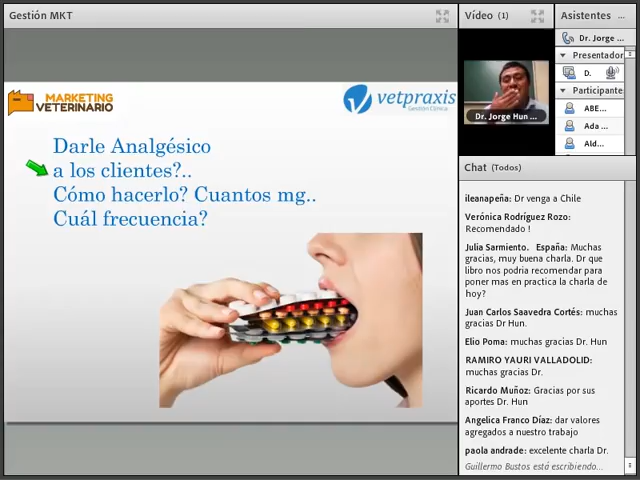 Gestión MKT
MARKETING
VETERINARIO
vetpraxis
Gestión Clínica
Darle Analgésico
a los clientes?..
Cómo hacerlo? Cuantos mg..
Cuál frecuencia?
Vídeo (1)
Dr. Jorge Hun ...
Asistentes ...
Dr. Jorge ...
Presentador
D.
Participante
ABE...
Ada ...
Ald...
Chat (Todos)
ileanapeña: Dr venga a Chile
Verónica Rodríguez Rozo:
Recomendado !
Julia Sarmiento. España: Muchas
gracias, muy buena charla. Dr que
libro nos podria recomendar para
poner mas en practica la charla de
hoy?
Juan Carlos Saavedra Cortés: muchas
gracias Dr Hun.
Elio Poma: muchas gracias Dr. Hun
RAMIRO YAURI VALLADOLID:
muchas gracias Dr.
Ricardo Muñoz: Gracias por sus
aportes Dr. Hun
Angelica Franco Díaz: dar valores
agregados a nuestro trabajo
paola andrade: excelente charla Dr.
Guillermo Bustos está escribiendo...